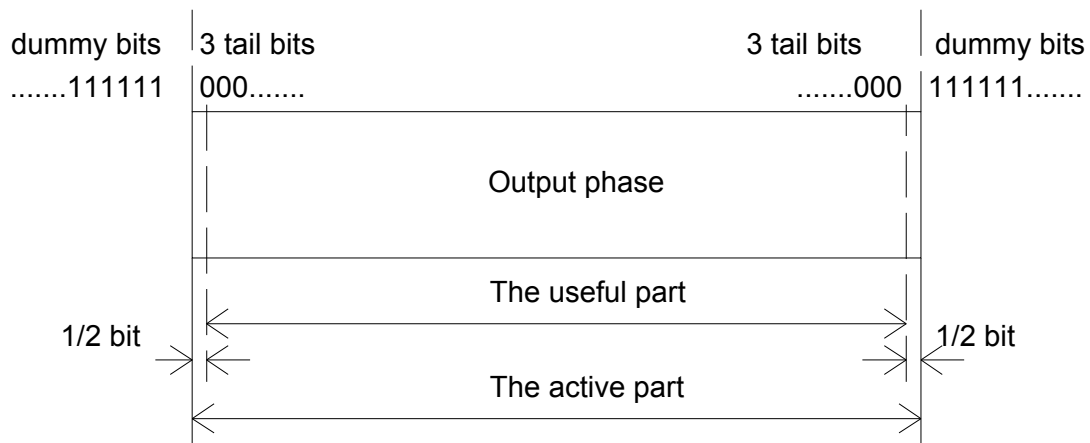 dummy bits 3 tail bits 3 tail bits dummy bits
.......111111 000....... .......000 111111.......
Output phase
The useful part
1/2 bit 1/2 bit
The active part